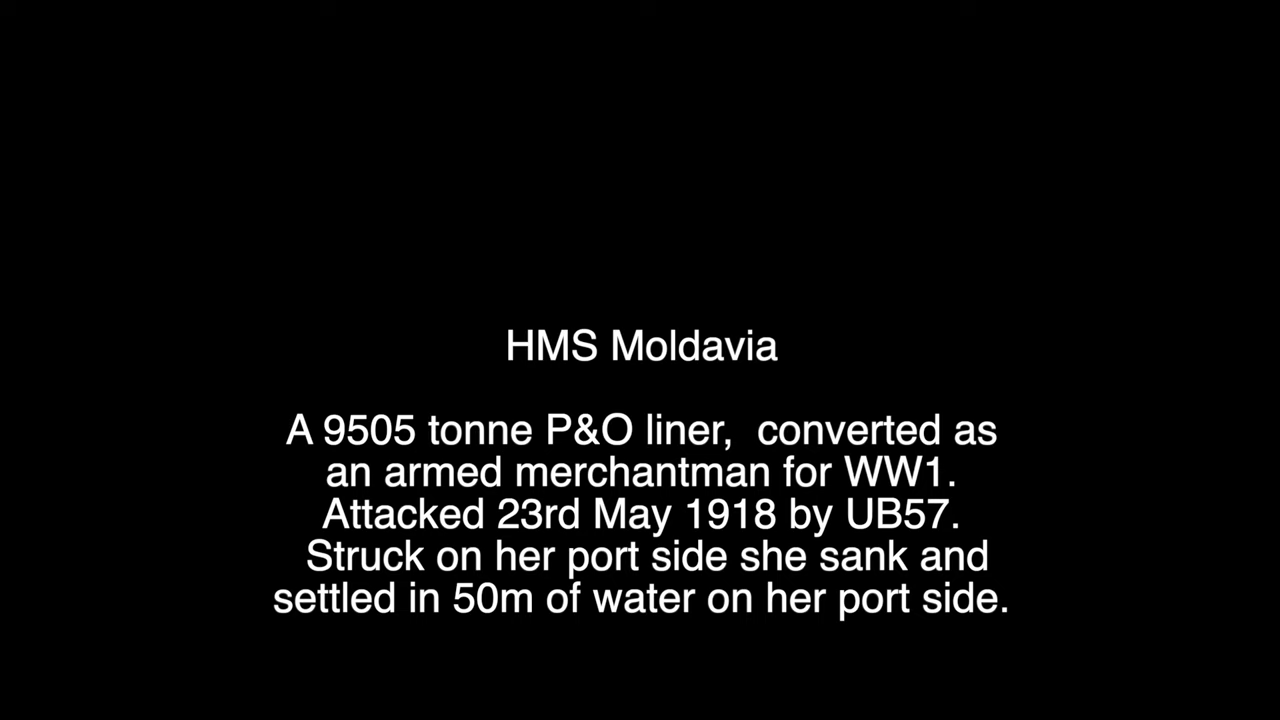 HMS Moldavia
A 9505 tonne P&O liner,  converted as
an armed merchantman for WW1.
Attacked 23rd May 1918 by UB57.
Struck on her port side she sank and
settled in 50m of water on her port side.